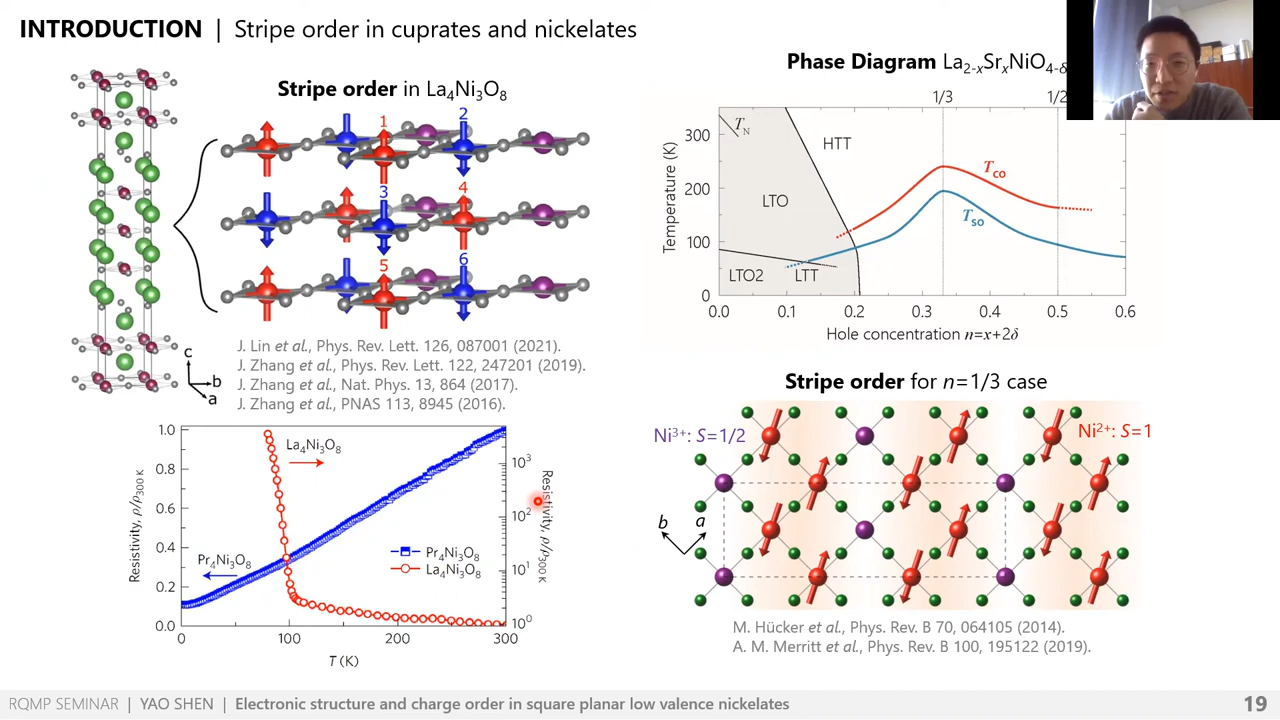 INTRODUCTION | Stripe order in cuprates and nickelates
Stripe order in La₄Ni₃O₈
1
2
3
4
5
6
c
b
a
J. Lin et al., Phys. Rev. Lett. 126, 087001 (2021).
J. Zhang et al., Phys. Rev. Lett. 122, 247201 (2019).
J. Zhang et al., Nat. Phys. 13, 864 (2017).
J. Zhang et al., PNAS 113, 8945 (2016).
1.0
0.8
0.6
0.4
0.2
0.0
Resistivity, ρ/ρ₃₀₀ K
La₄Ni₃O₈
Pr₄Ni₃O₈
Pr₄Ni₃O₈
La₄Ni₃O₈
10³
10²
10¹
10⁰
Resistivity, ρ/ρ₃₀₀ K
0 100 200 300
T (K)
Phase Diagram La₂₋ₓSrₓNiO₄₋δ
1/3 1/2
300
200
100
0
Temperature (K)
T_N
HTT
LTO
LTO2
LTT
T_co
T_so
0.0 0.1 0.2 0.3 0.4 0.5 0.6
Hole concentration n=x+2δ
Stripe order for n=1/3 case
Ni³⁺: S=1/2
Ni²⁺: S=1
b
a
M. Hücker et al., Phys. Rev. B 70, 064105 (2014).
A. M. Merritt et al., Phys. Rev. B 100, 195122 (2019).
RQMP SEMINAR | YAO SHEN | Electronic structure and charge order in square planar low valence nickelates
19